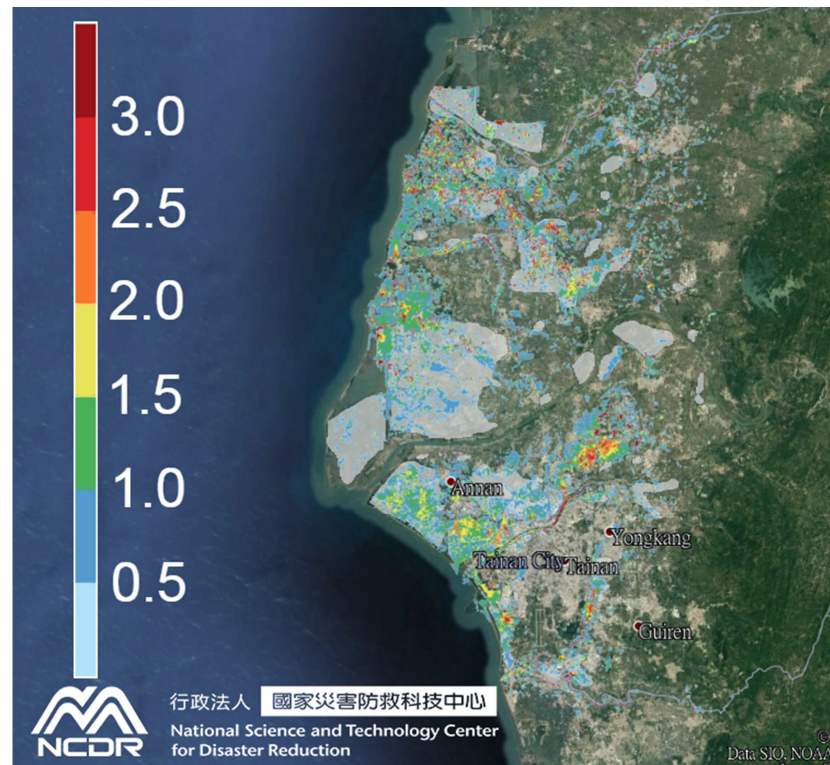 3.0
2.5
2.0
1.5
1.0
0.5
Annan
Yongkang
Tainan City
Tainan
Guiren
NCDR
行政法人 國家災害防救科技中心
National Science and Technology Center
for Disaster Reduction
©
Data SIO, NOAA